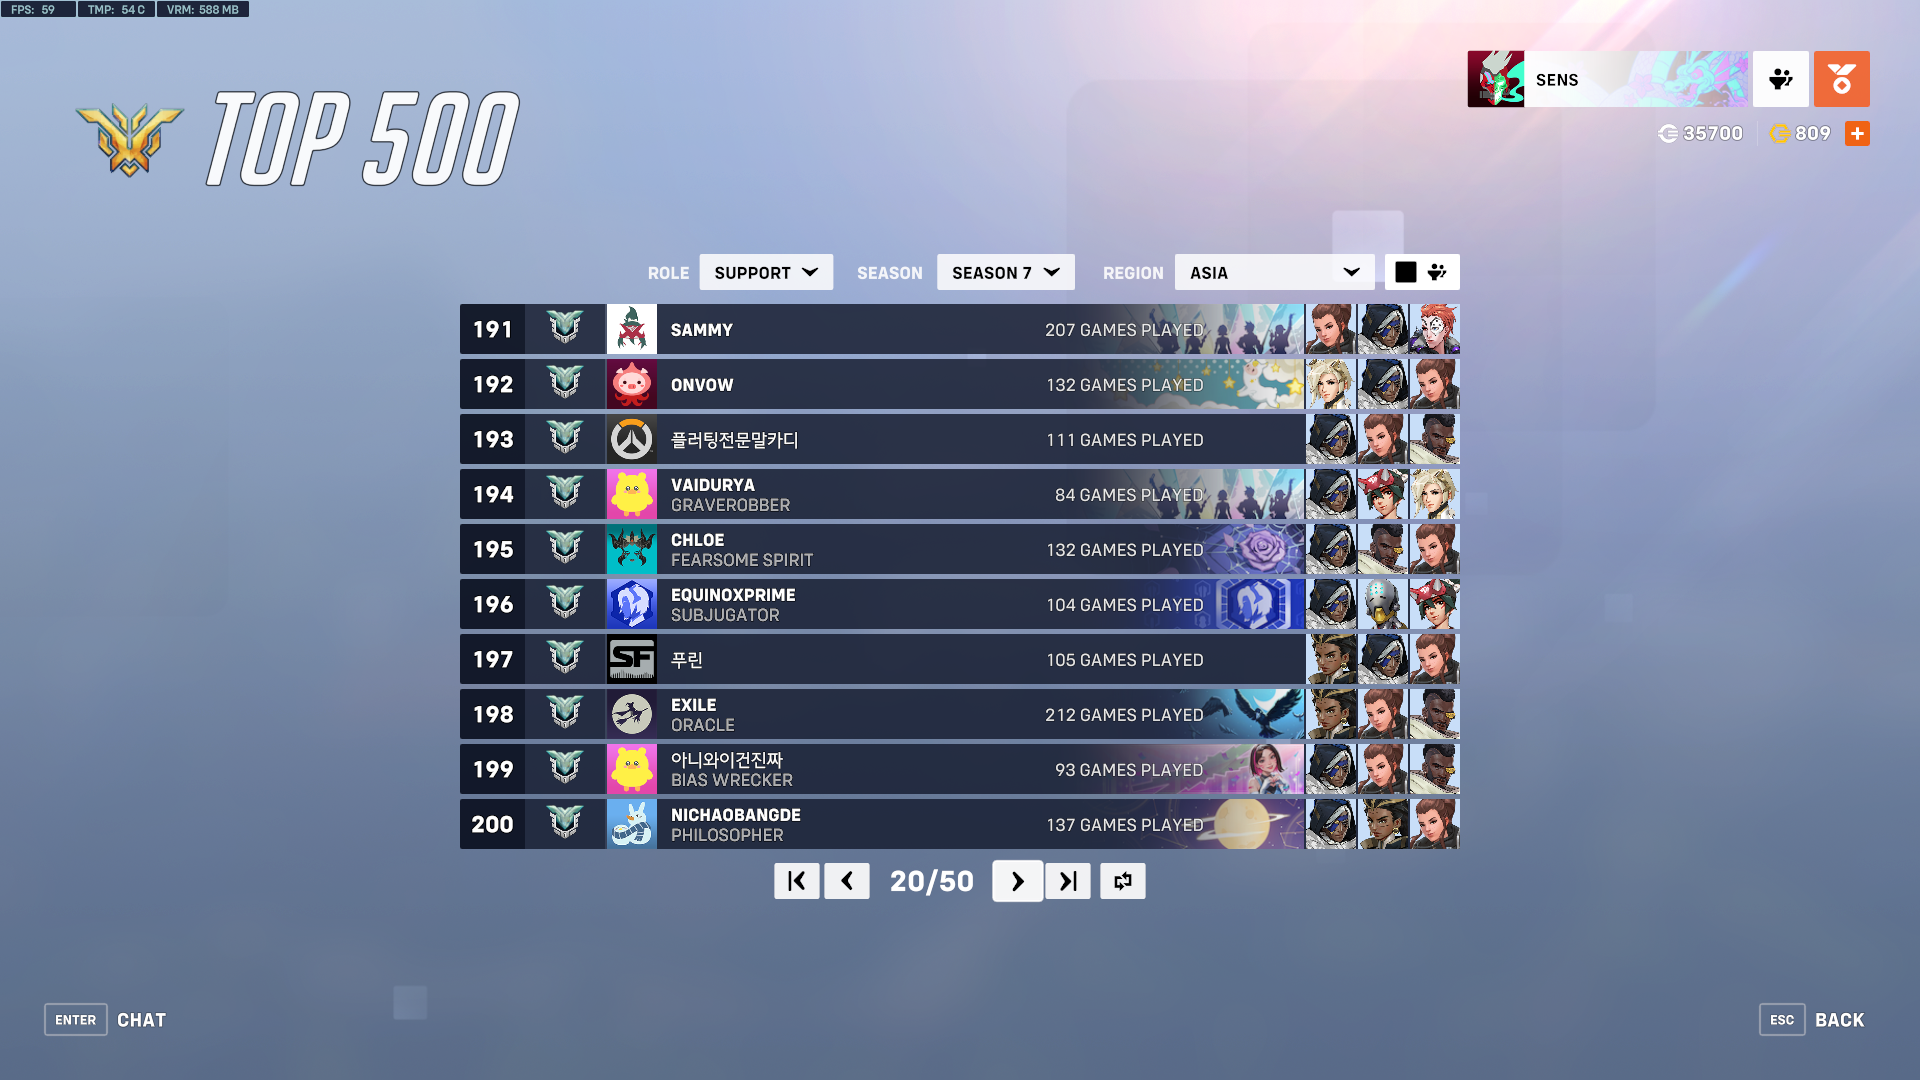 FPS: 59 TMP: 54 C VRM: 588 MB
TOP 500
SENS
35700 809
ROLE SUPPORT SEASON SEASON 7 REGION ASIA
191 SAMMY 207 GAMES PLAYED
192 ONVOW 132 GAMES PLAYED
193 플러팅전문말카디 111 GAMES PLAYED
194 VAIDURYA 84 GAMES PLAYED
GRAVEROBBER
195 CHLOE 132 GAMES PLAYED
FEARSOME SPIRIT
196 EQUINOXPRIME 104 GAMES PLAYED
SUBJUGATOR
197 SF 푸린 105 GAMES PLAYED
198 EXILE 212 GAMES PLAYED
ORACLE
199 아니와이건진짜 93 GAMES PLAYED
BIAS WRECKER
200 NICHAOBANGDE 137 GAMES PLAYED
PHILOSOPHER
20/50
ENTER CHAT
ESC BACK